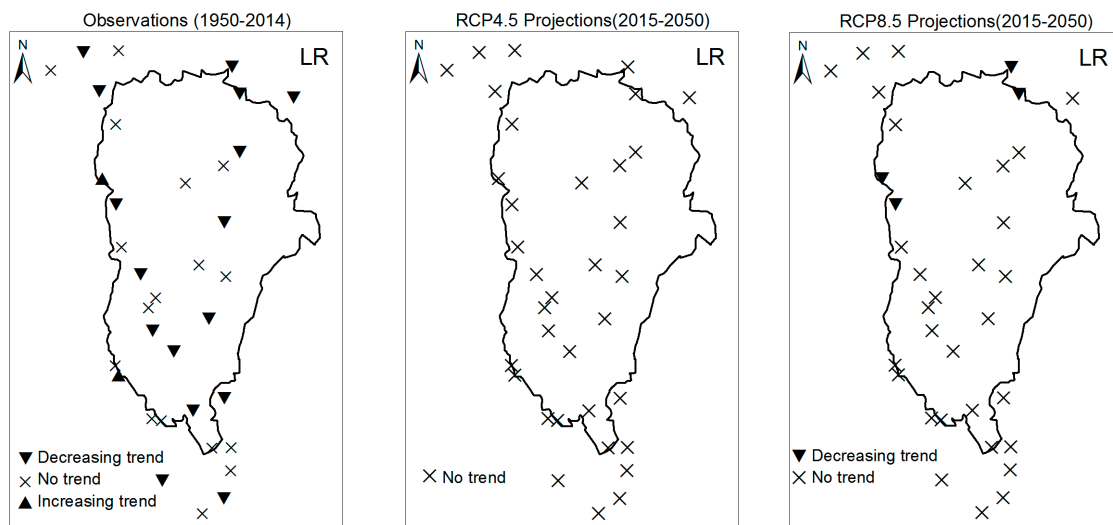 Observations (1950-2014)
N
LR
Decreasing trend
No trend
Increasing trend
RCP4.5 Projections(2015-2050)
N
LR
No trend
RCP8.5 Projections(2015-2050)
N
LR
Decreasing trend
No trend